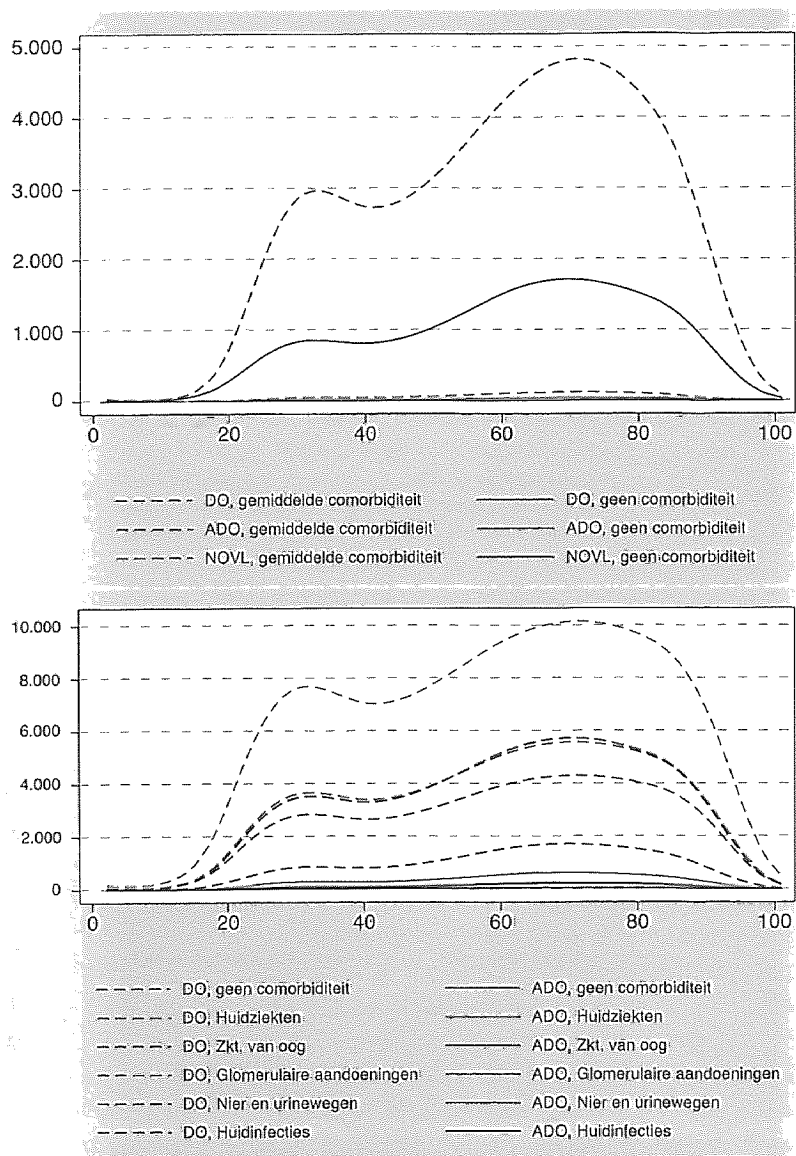 5.000
4.000
3.000
2.000
1.000
0
0 20 40 60 80 100
DO, gemiddelde comorbiditeit DO, geen comorbiditeit
ADO, gemiddelde comorbiditeit ADO, geen comorbiditeit
NOVL, gemiddelde comorbiditeit NOVL, geen comorbiditeit
10.000
8.000
6.000
4.000
2.000
0
0 20 40 60 80 100
DO, geen comorbiditeit ADO, geen comorbiditeit
DO, Huidziekten ADO, Huidziekten
DO, Zkt. van oog ADO, Zkt. van oog
DO, Glomerulaire aandoeningen ADO, Glomerulaire aandoeningen
DO, Nier en urinewegen ADO, Nier en urinewegen
DO, Huidinfecties ADO, Huidinfecties